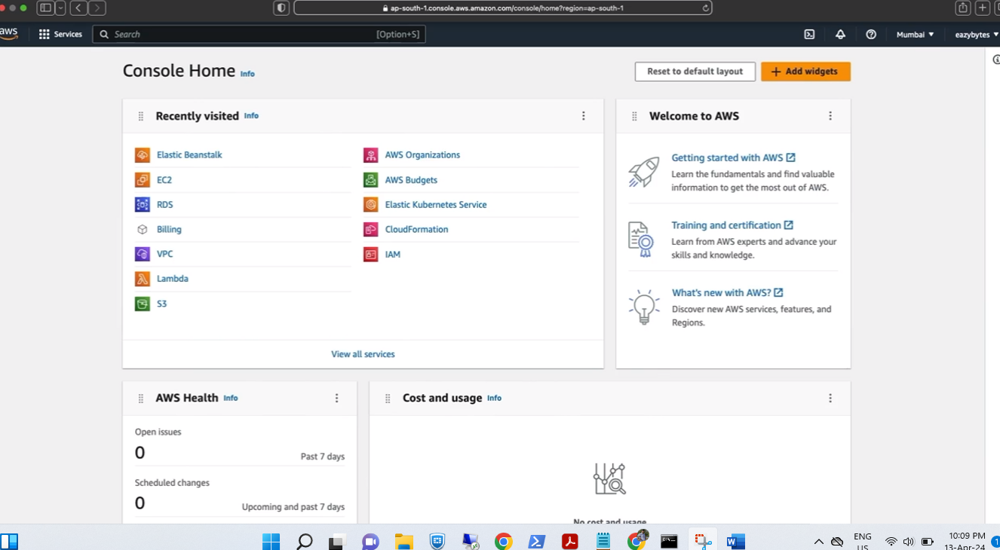 ap-south-1.console.aws.amazon.com/console/home?region=ap-south-1
aws
Services
Search
[Option+S]
Mumbai
eazybytes
Console Home Info
Reset to default layout
Add widgets
Recently visited Info
Elastic Beanstalk
EC2
RDS
Billing
VPC
Lambda
S3
AWS Organizations
AWS Budgets
Elastic Kubernetes Service
CloudFormation
IAM
View all services
Welcome to AWS
Getting started with AWS
Learn the fundamentals and find valuable
information to get the most out of AWS.
Training and certification
Learn from AWS experts and advance your
skills and knowledge.
What's new with AWS?
Discover new AWS services, features, and
Regions.
AWS Health Info
Open issues
0
Past 7 days
Scheduled changes
0
Upcoming and past 7 days
Cost and usage Info
No cost and usage
ENG
US
10:09 PM
13-Apr-24
1